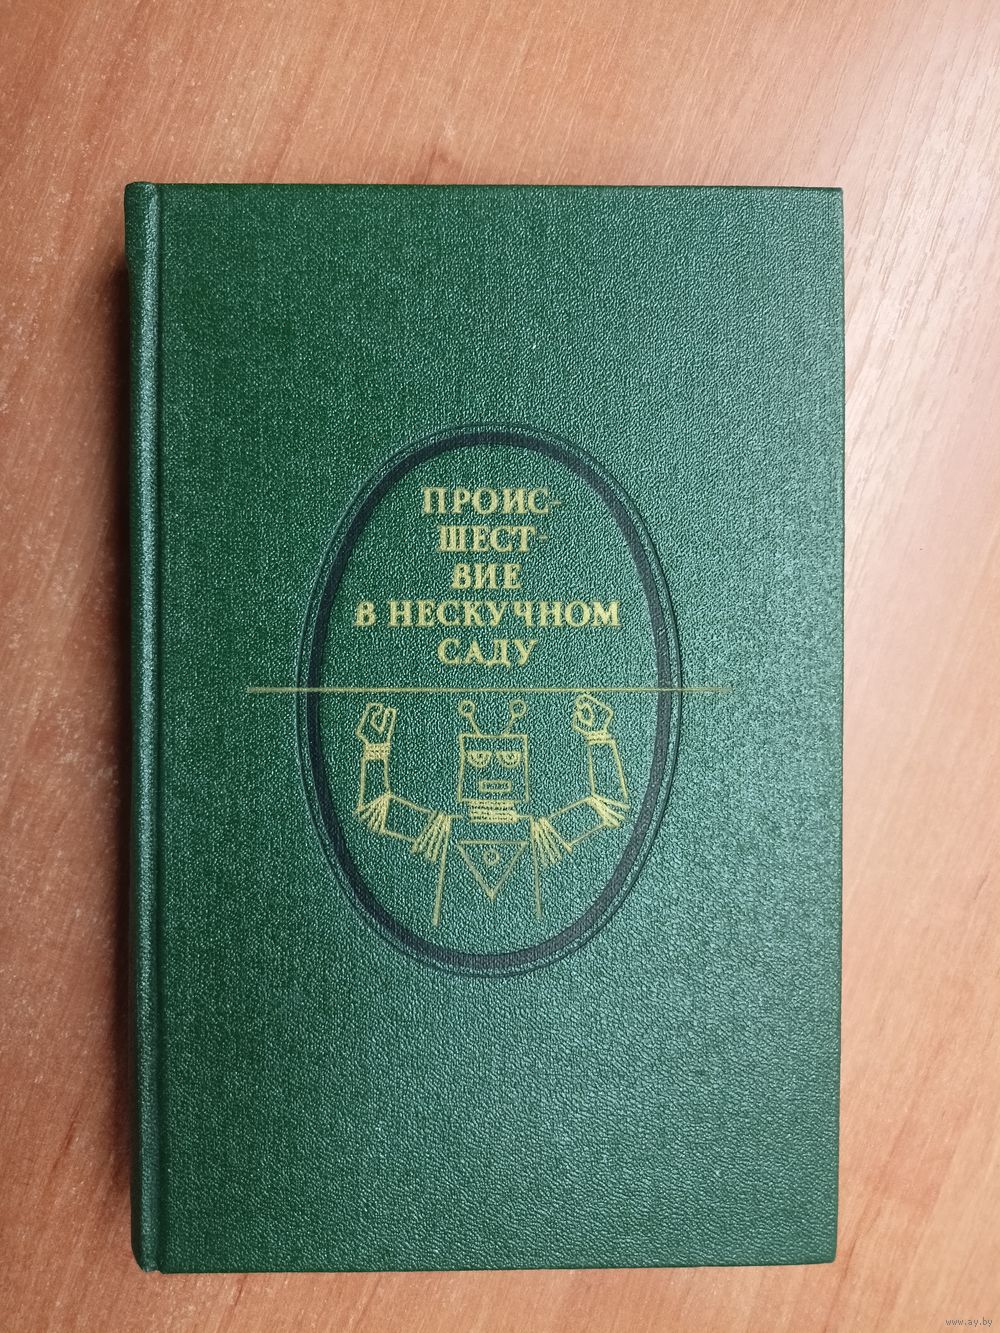 ПРОИС-
ШЕСТ-
ВИЕ
В НЕСКУЧНОМ
САДУ
www.ay.by